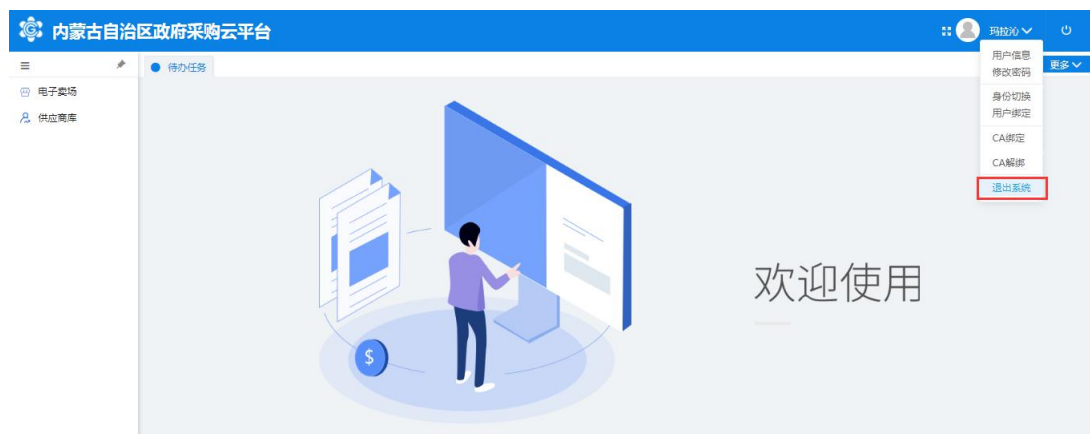 内蒙古自治区政府采购云平台
玛拉沁
待办任务
更多
电子卖场
供应商库
用户信息
修改密码
身份切换
用户绑定
CA绑定
CA解绑
退出系统
欢迎使用
$